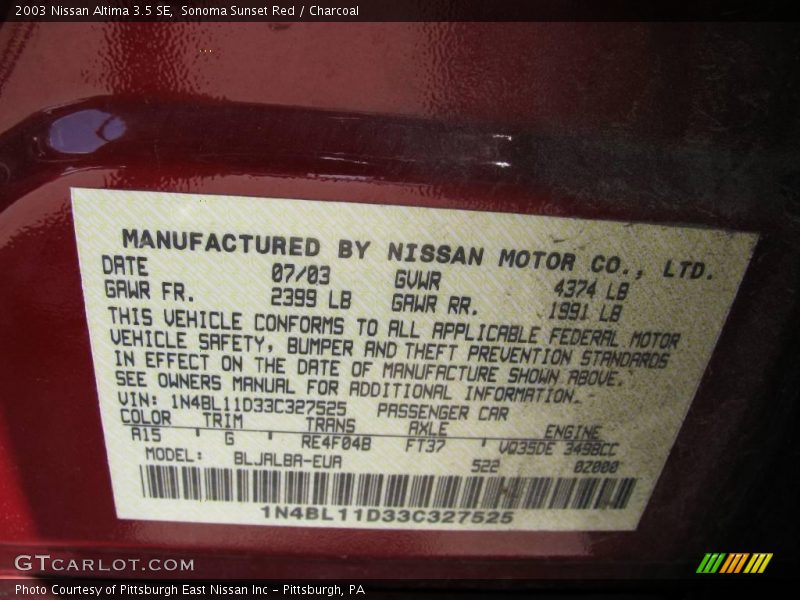 2003 Nissan Altima 3.5 SE, Sonoma Sunset Red / Charcoal
MANUFACTURED BY NISSAN MOTOR CO., LTD.
DATE 07/03 GVWR 4374 LB
GAWR FR. 2399 LB GAWR RR. 1991 LB
THIS VEHICLE CONFORMS TO ALL APPLICABLE FEDERAL MOTOR
VEHICLE SAFETY, BUMPER AND THEFT PREVENTION STANDARDS
IN EFFECT ON THE DATE OF MANUFACTURE SHOWN ABOVE.
SEE OWNERS MANUAL FOR ADDITIONAL INFORMATION.
VIN: 1N4BL11D33C327525 PASSENGER CAR
COLOR TRIM TRANS AXLE ENGINE
A15 G RE4F04B FT37 VQ35DE 3498CC
MODEL: BLJALBA-EUA 522 0Z000
1N4BL11D33C327525
GTCARLOT.COM
Photo Courtesy of Pittsburgh East Nissan Inc - Pittsburgh, PA